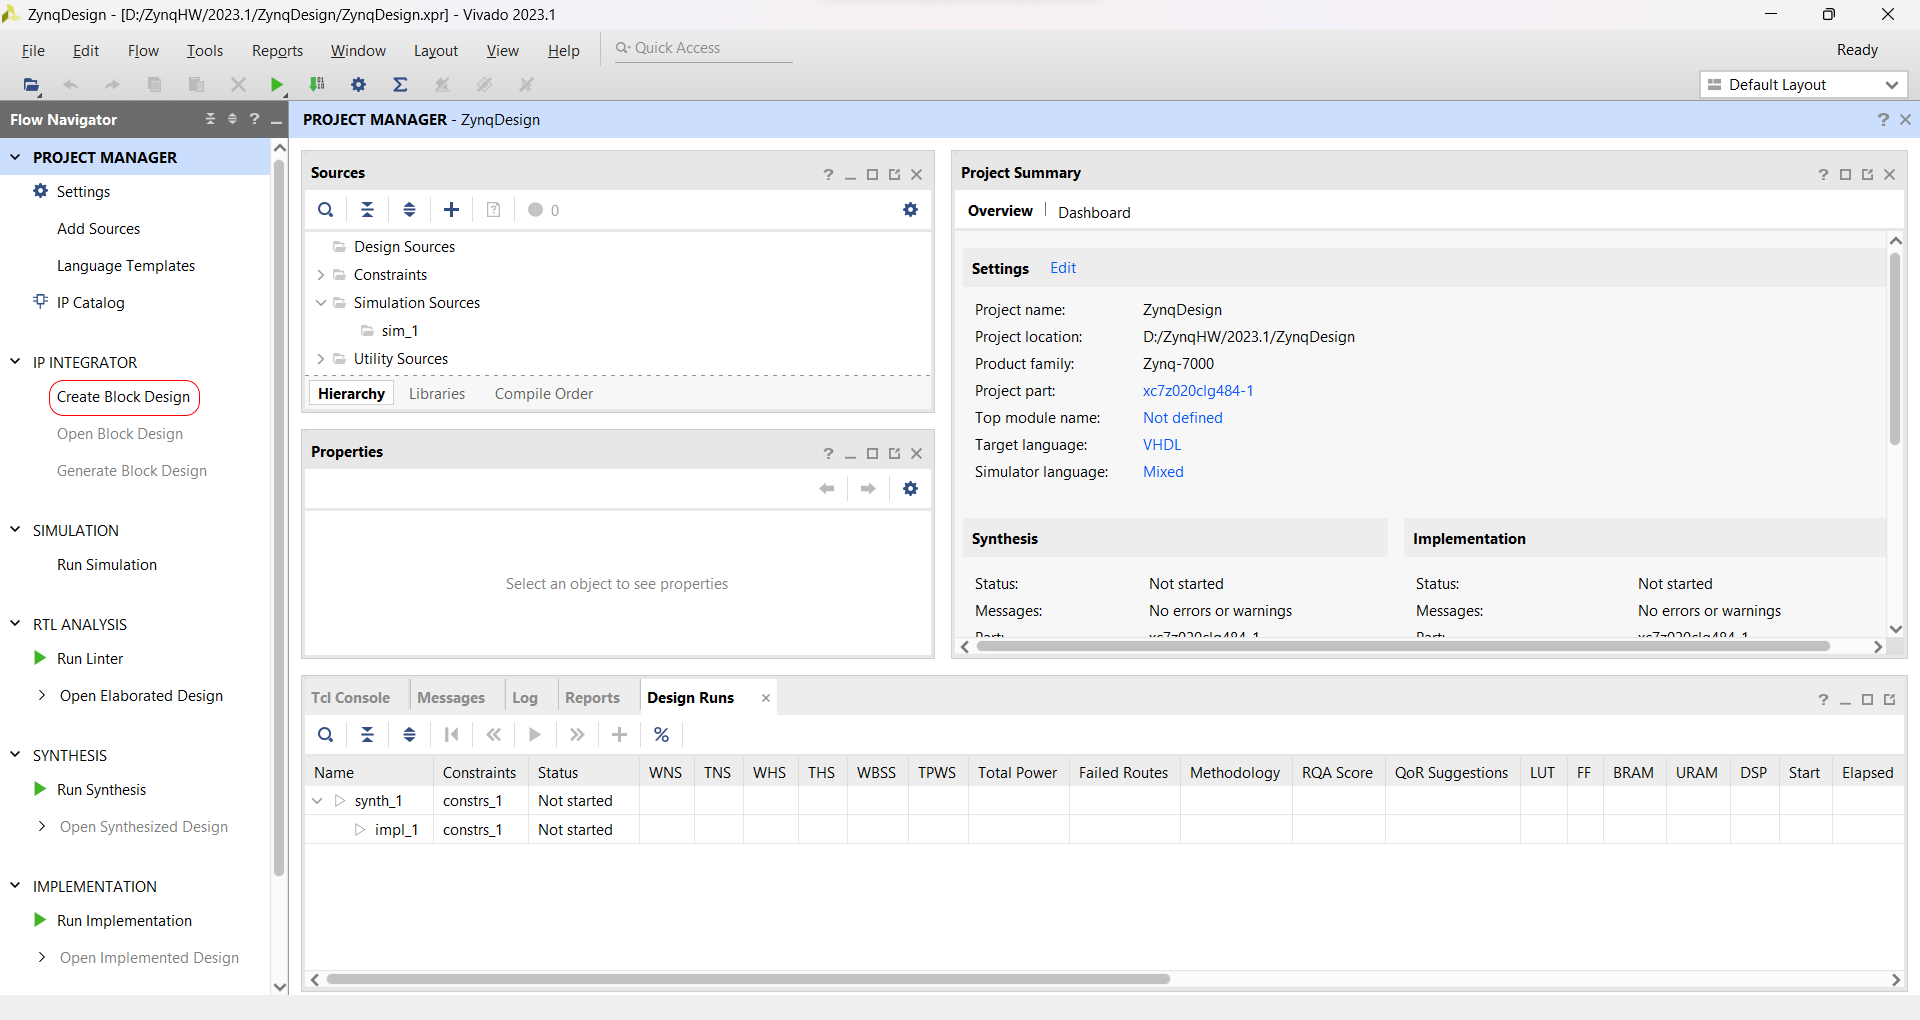 ZynqDesign - [D:/ZynqHW/2023.1/ZynqDesign/ZynqDesign.xpr] - Vivado 2023.1
File Edit Flow Tools Reports Window Layout View Help Quick Access Ready
Default Layout
Flow Navigator
PROJECT MANAGER - ZynqDesign
PROJECT MANAGER
Settings
Add Sources
Language Templates
IP Catalog
IP INTEGRATOR
Create Block Design
Open Block Design
Generate Block Design
SIMULATION
Run Simulation
RTL ANALYSIS
Run Linter
Open Elaborated Design
SYNTHESIS
Run Synthesis
Open Synthesized Design
IMPLEMENTATION
Run Implementation
Open Implemented Design
Sources
0
Design Sources
Constraints
Simulation Sources
sim_1
Utility Sources
Hierarchy Libraries Compile Order
Properties
Select an object to see properties
Project Summary
Overview Dashboard
Settings Edit
Project name: ZynqDesign
Project location: D:/ZynqHW/2023.1/ZynqDesign
Product family: Zynq-7000
Project part: xc7z020clg484-1
Top module name: Not defined
Target language: VHDL
Simulator language: Mixed
Synthesis Implementation
Status: Not started Status: Not started
Messages: No errors or warnings Messages: No errors or warnings
Part: xc7z020clg484-1 Part: xc7z020clg484-1
Tcl Console Messages Log Reports Design Runs
%
Name Constraints Status WNS TNS WHS THS WBSS TPWS Total Power Failed Routes Methodology RQA Score QoR Suggestions LUT FF BRAM URAM DSP Start Elapsed
synth_1 constrs_1 Not started
impl_1 constrs_1 Not started